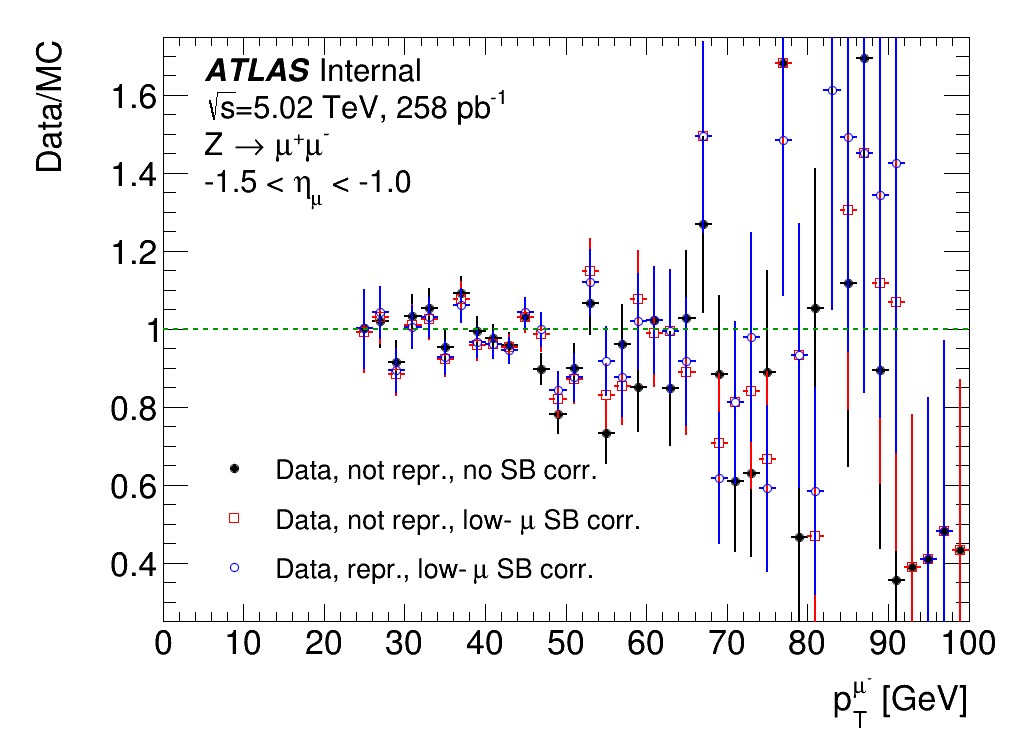 Data/MC
ATLAS Internal
√s=5.02 TeV, 258 pb⁻¹
Z → μ⁺μ⁻
-1.5 < ημ < -1.0
1.6
1.4
1.2
1
0.8
0.6
0.4
Data, not repr., no SB corr.
Data, not repr., low- μ SB corr.
Data, repr., low- μ SB corr.
0 10 20 30 40 50 60 70 80 90 100
p_T^μ⁻ [GeV]